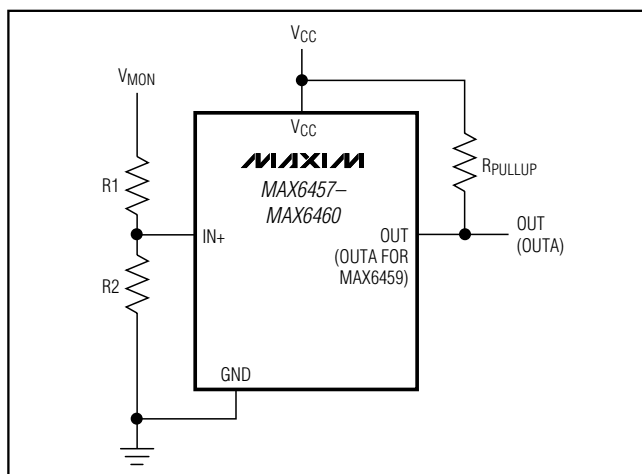 VCC
VMON
VCC
MAXIM
MAX6457–
MAX6460
R1
RPULLUP
IN+
OUT
(OUTA FOR
MAX6459)
OUT
(OUTA)
R2
GND